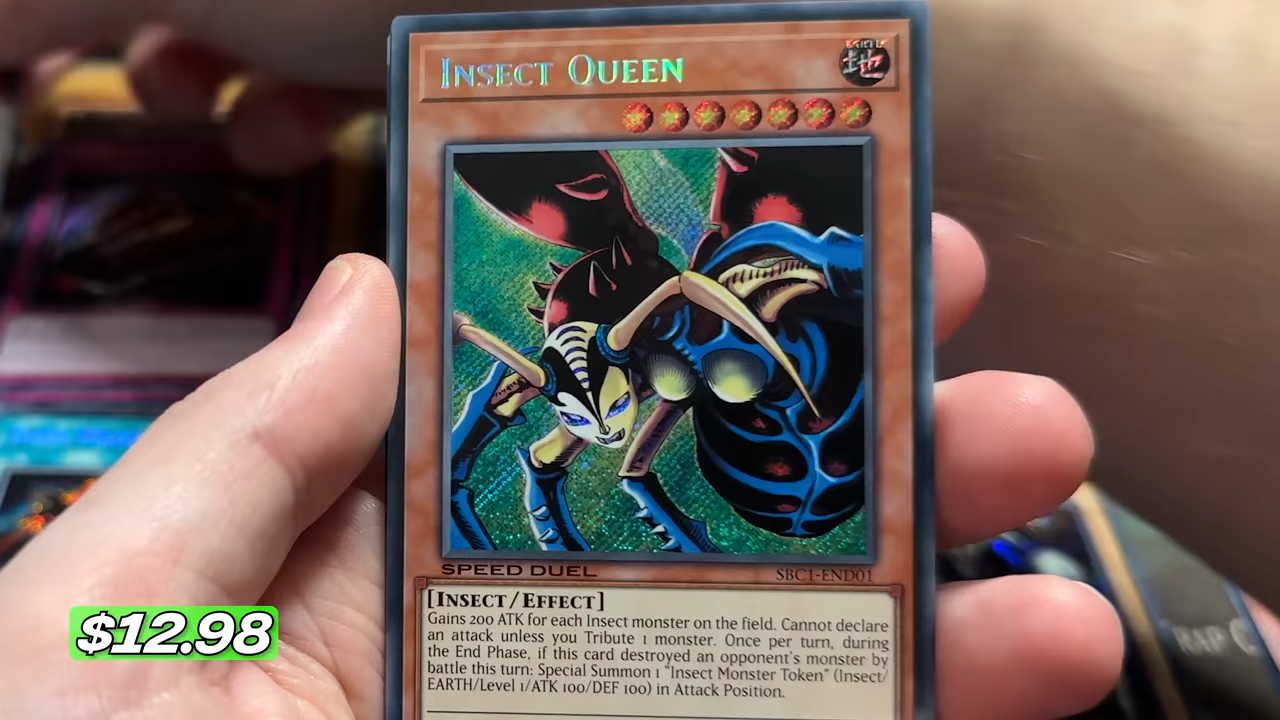 INSECT QUEEN
EARTH
地
SPEED DUEL
SBC1-END01
[INSECT/EFFECT]
Gains 200 ATK for each Insect monster on the field. Cannot declare
an attack unless you Tribute 1 monster. Once per turn, during
the End Phase, if this card destroyed an opponent's monster by
battle this turn: Special Summon 1 "Insect Monster Token" (Insect/
EARTH/Level 1/ATK 100/DEF 100) in Attack Position.
$12.98